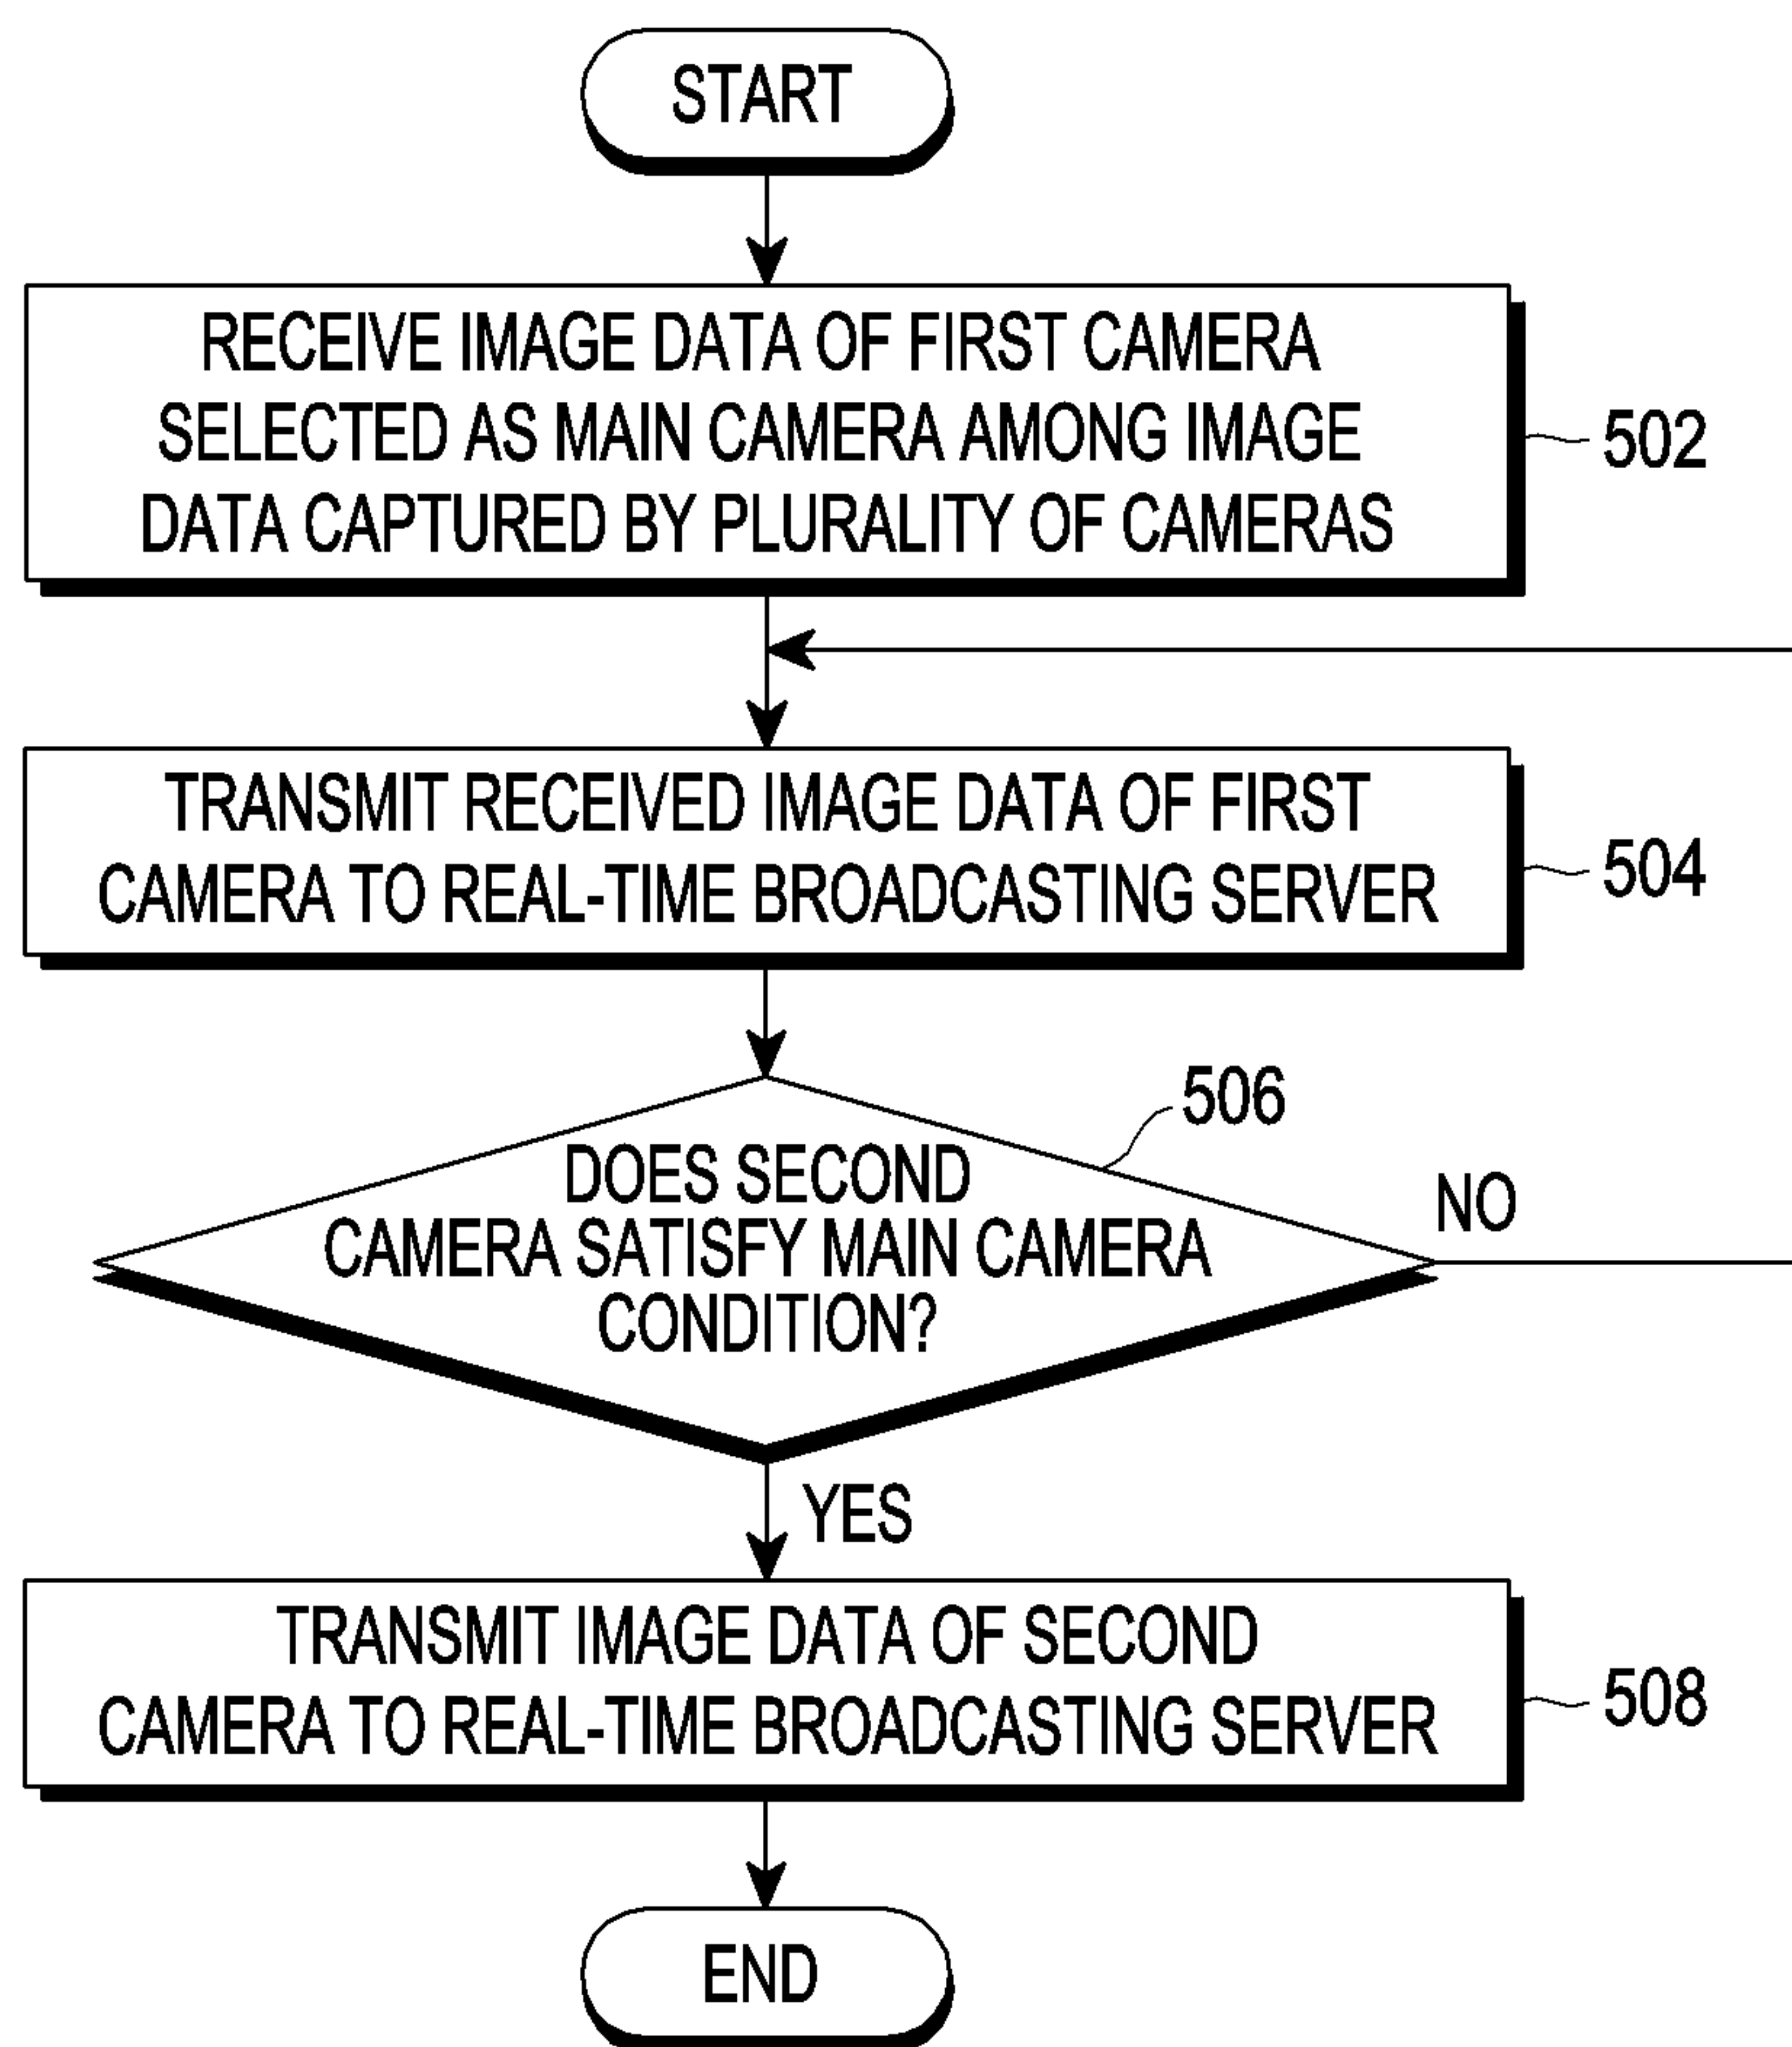 START
RECEIVE IMAGE DATA OF FIRST CAMERA
SELECTED AS MAIN CAMERA AMONG IMAGE
DATA CAPTURED BY PLURALITY OF CAMERAS
502
TRANSMIT RECEIVED IMAGE DATA OF FIRST
CAMERA TO REAL-TIME BROADCASTING SERVER
504
506
DOES SECOND
CAMERA SATISFY MAIN CAMERA
CONDITION?
NO
YES
TRANSMIT IMAGE DATA OF SECOND
CAMERA TO REAL-TIME BROADCASTING SERVER
508
END